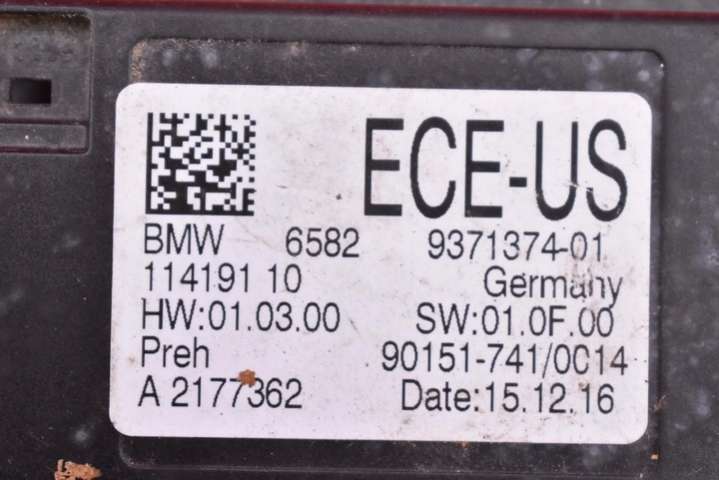 ECE-US
BMW 6582 9371374-01
114191 10 Germany
HW:01.03.00 SW:01.0F.00
Preh 90151-741/0014
A 2177362 Date:15.12.16